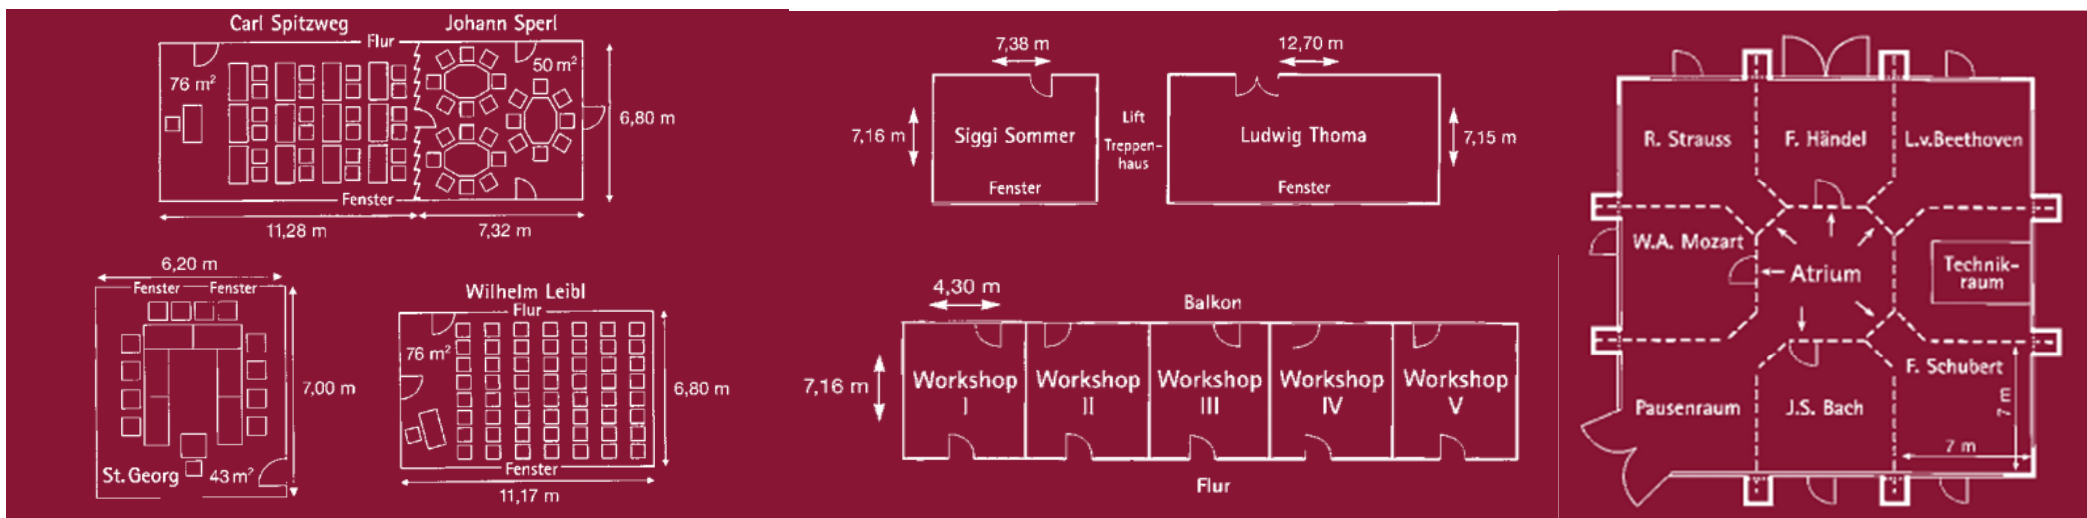 Carl Spitzweg
Johann Sperl
Flur
76 m²
50 m²
6,80 m
Fenster
11,28 m
7,32 m
6,20 m
Fenster Fenster
7,00 m
St. Georg
43 m²
Wilhelm Leibl
Flur
76 m²
6,80 m
Fenster
11,17 m
7,38 m
12,70 m
7,16 m
Siggi Sommer
Fenster
Lift
Treppen-
haus
Ludwig Thoma
Fenster
7,15 m
4,30 m
Balkon
7,16 m
Workshop
I
Workshop
II
Workshop
III
Workshop
IV
Workshop
V
Flur
R. Strauss
F. Händel
L.v.Beethoven
W.A. Mozart
Atrium
Technik-
raum
F. Schubert
Pausenraum
J.S. Bach
7 m
7 m